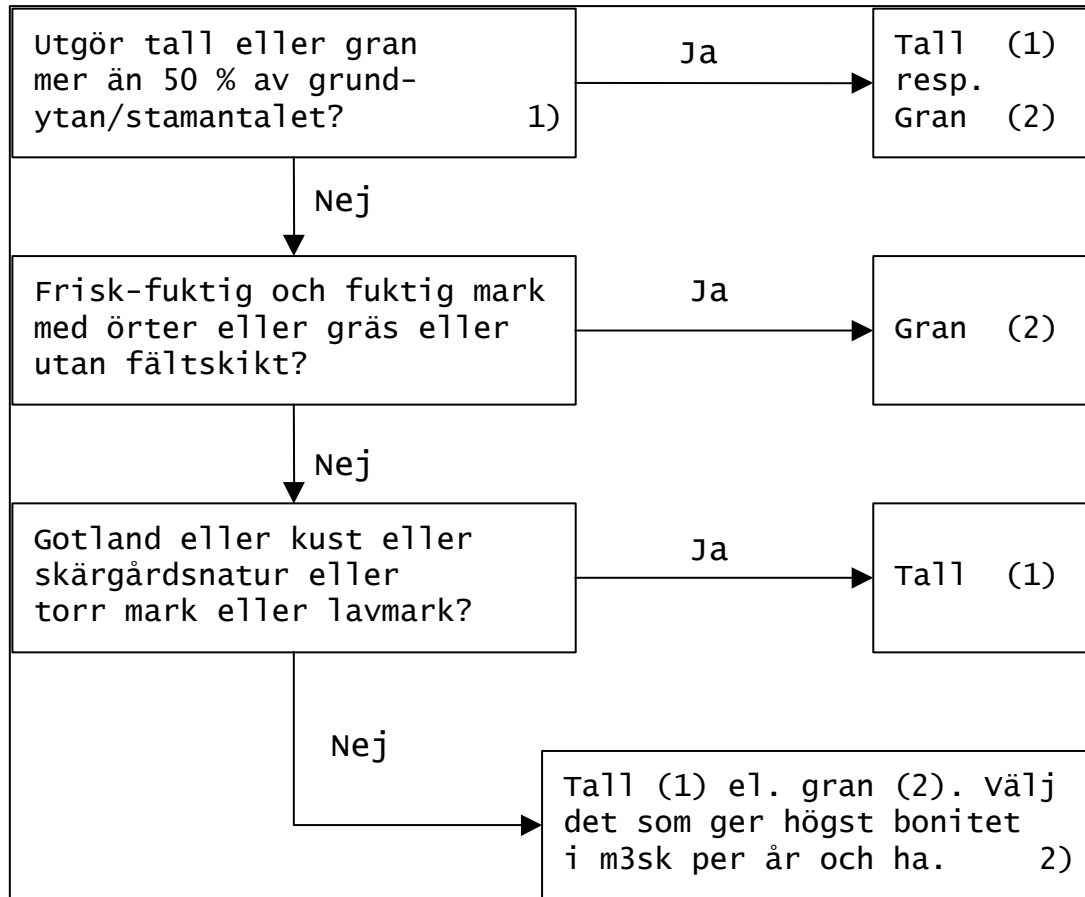 Utgör tall eller gran
mer än 50 % av grund-
ytan/stamantalet? 1)
Ja
Tall (1)
resp.
Gran (2)
Nej
Frisk-fuktig och fuktig mark
med örter eller gräs eller
utan fältskikt?
Ja
Gran (2)
Nej
Gotland eller kust eller
skärgårdsnatur eller
torr mark eller lavmark?
Ja
Tall (1)
Nej
Tall (1) el. gran (2). Välj
det som ger högst bonitet
i m3sk per år och ha. 2)